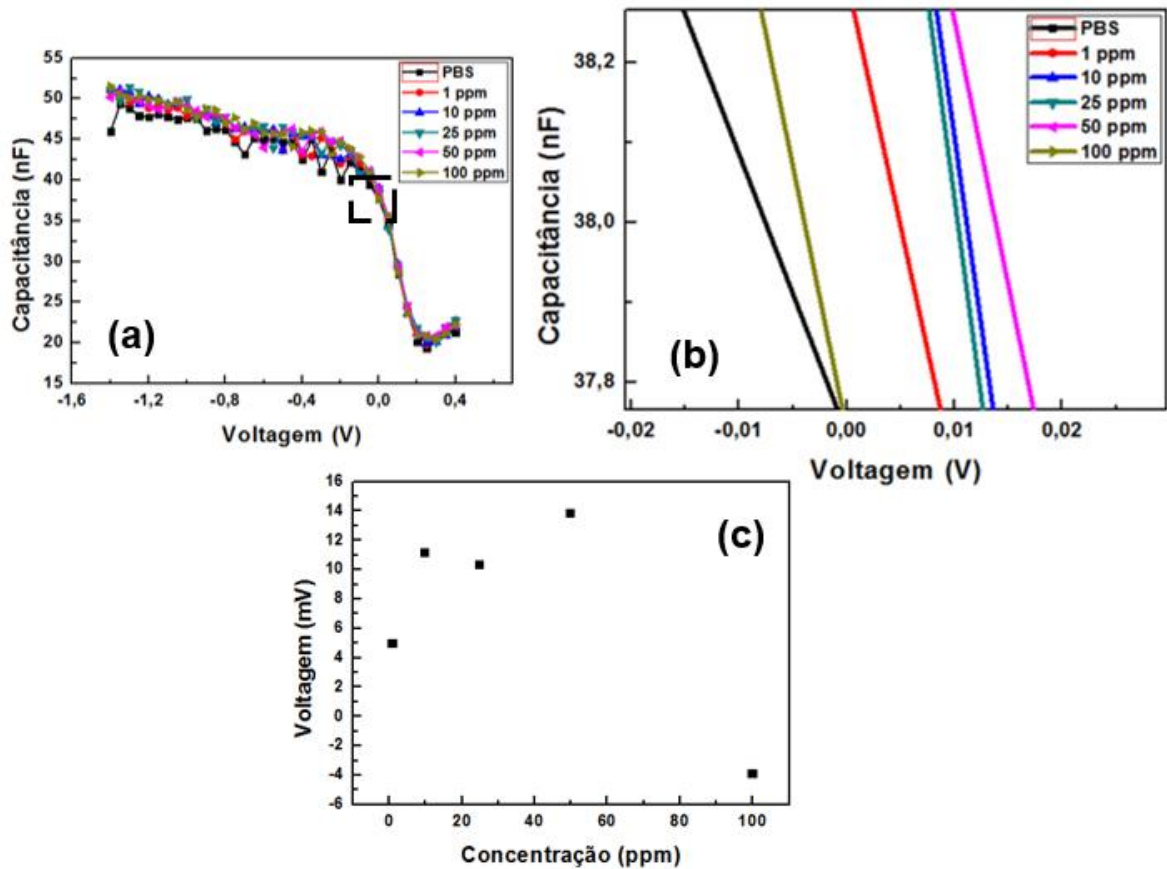 55
50
45
40
35
30
25
20
15
Capacitância (nF)
PBS
1 ppm
10 ppm
25 ppm
50 ppm
100 ppm
(a)
-1,6
-1,2
-0,8
-0,4
0,0
0,4
Voltagem (V)
38,2
38,0
37,8
Capacitância (nF)
PBS
1 ppm
10 ppm
25 ppm
50 ppm
100 ppm
(b)
-0,02
-0,01
0,00
0,01
0,02
Voltagem (V)
16
14
12
10
8
6
4
2
0
-2
-4
-6
Voltagem (mV)
(c)
0
20
40
60
80
100
Concentração (ppm)